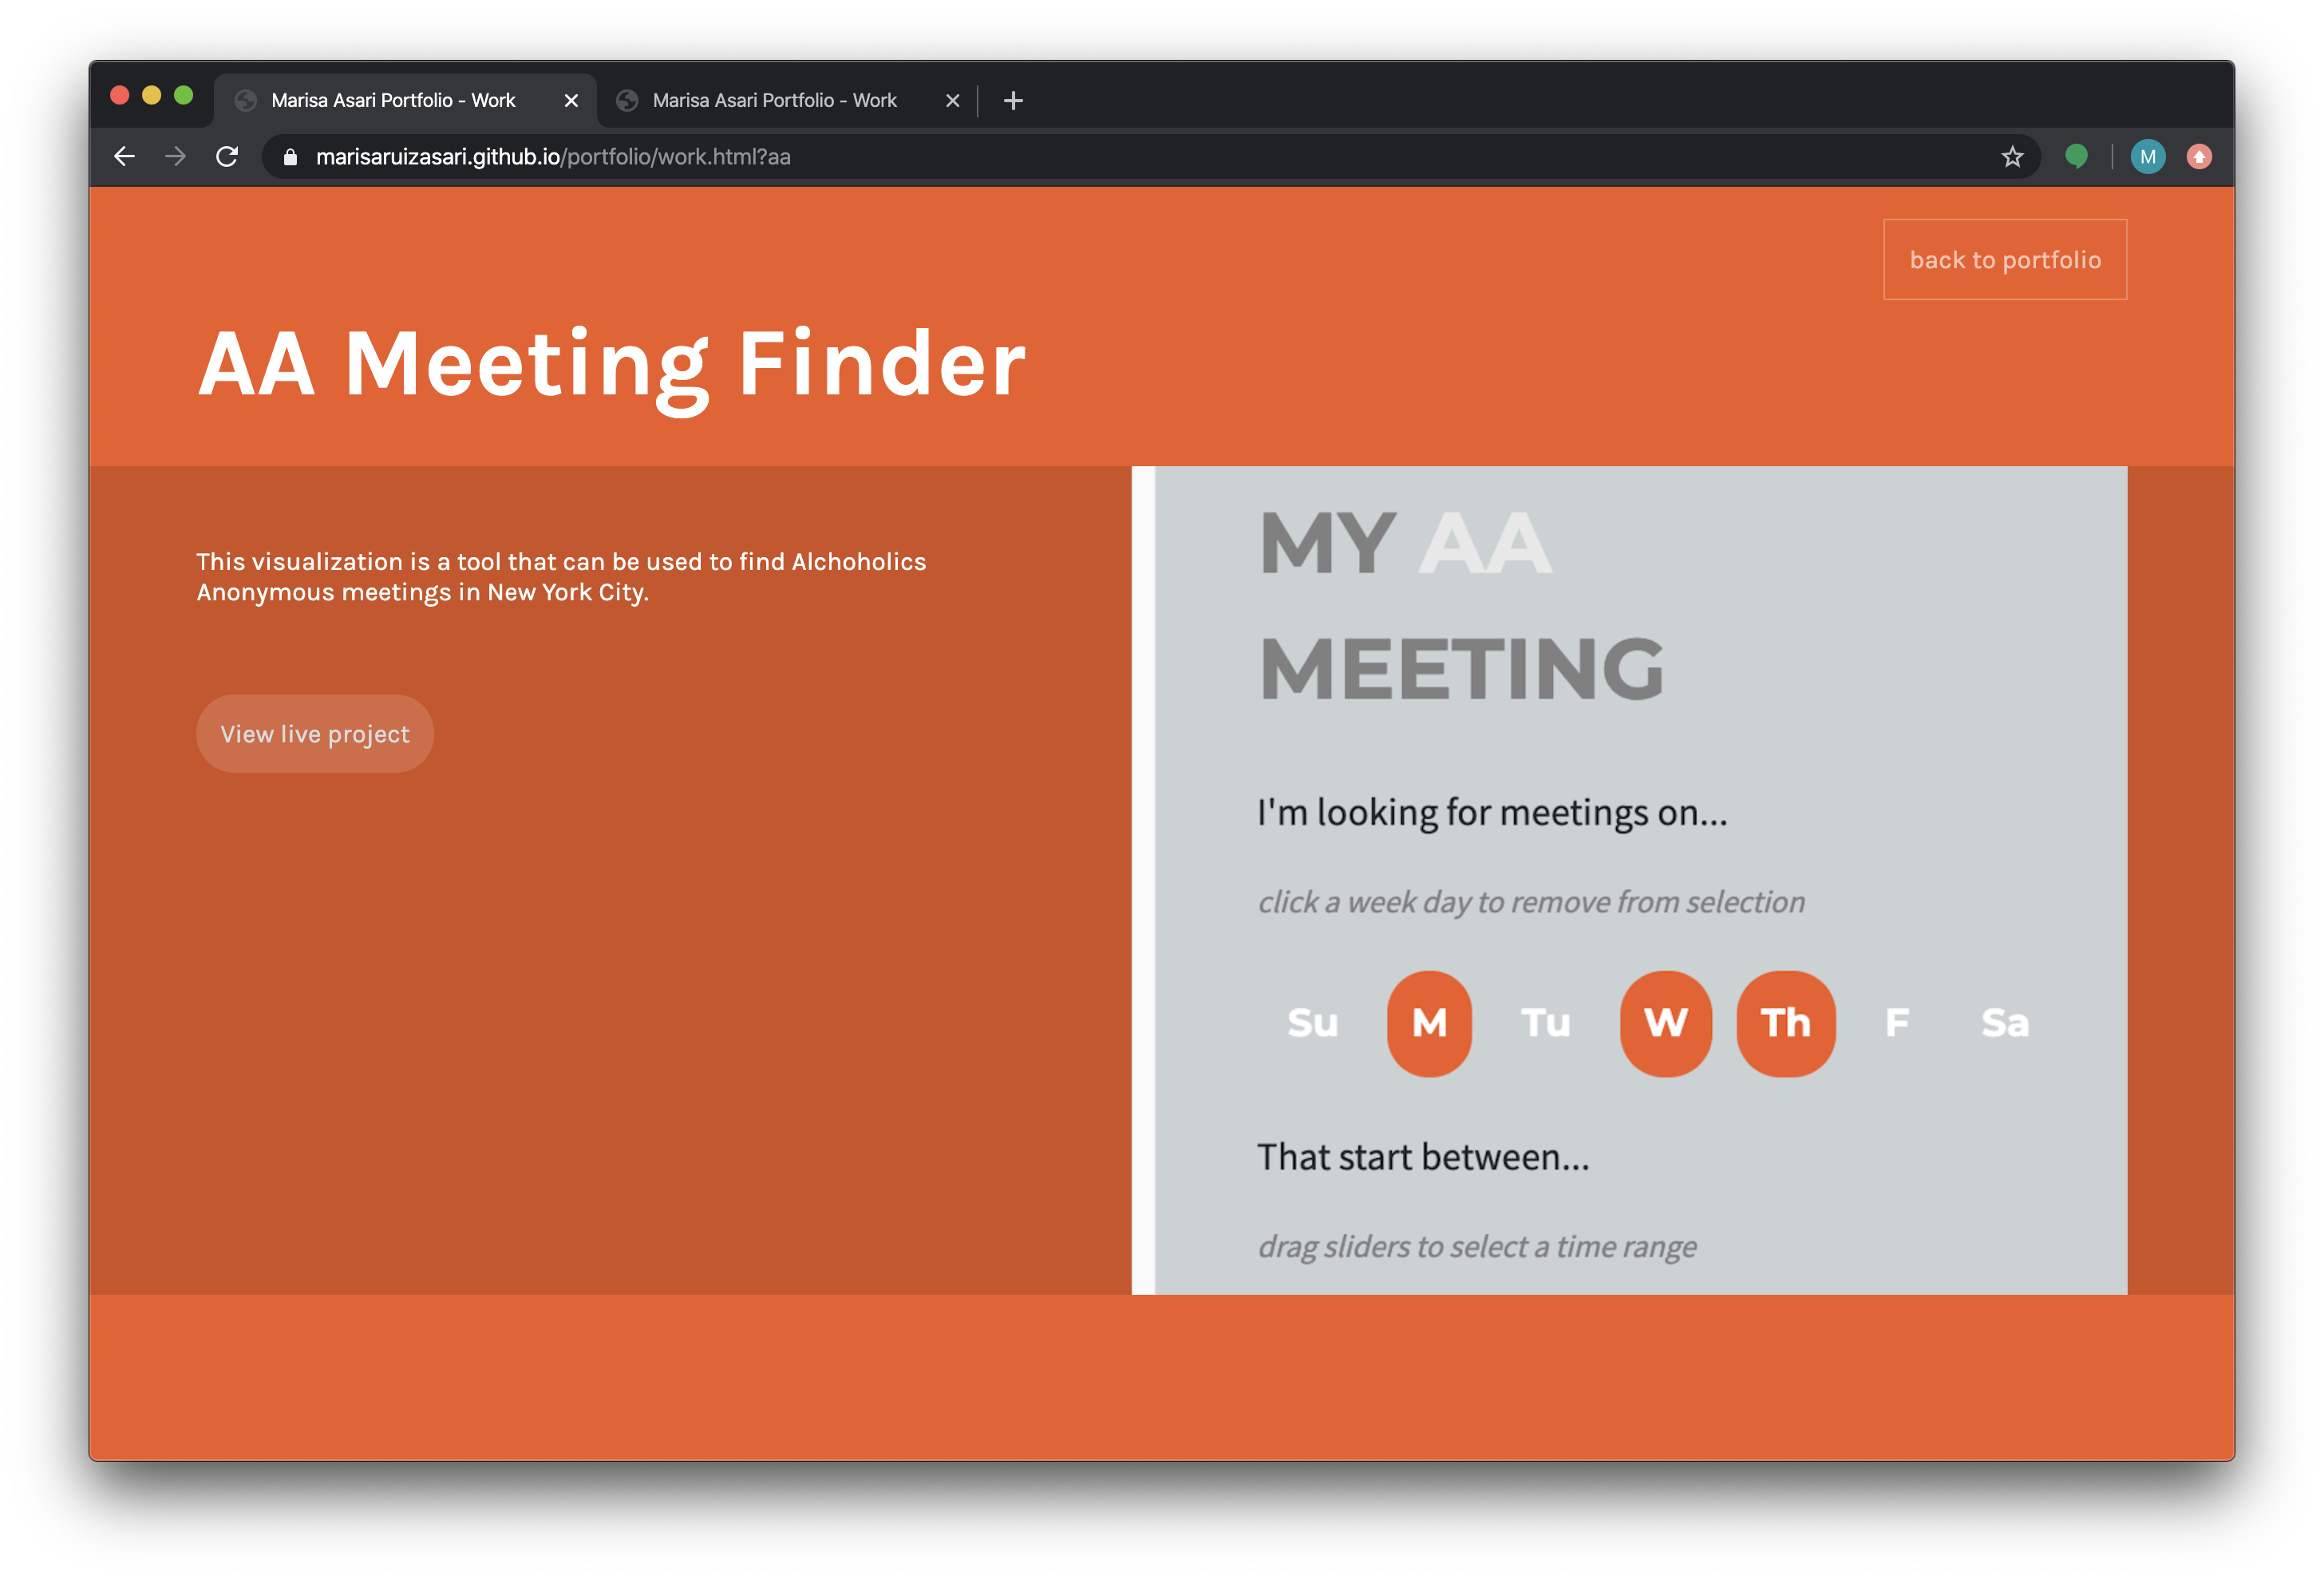 Marisa Asari Portfolio - Work
Marisa Asari Portfolio - Work
marisaruizasari.github.io/portfolio/work.html?aa
M
back to portfolio
AA Meeting Finder
This visualization is a tool that can be used to find Alchoholics
Anonymous meetings in New York City.
View live project
MY AA
MEETING
I'm looking for meetings on...
click a week day to remove from selection
Su M Tu W Th F Sa
That start between...
drag sliders to select a time range